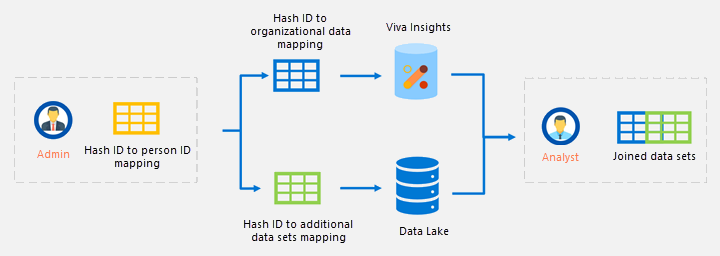 Hash ID to
organizational data
mapping
Viva Insights
Admin
Hash ID to person ID
mapping
Analyst
Joined data sets
Hash ID to additional
data sets mapping
Data Lake